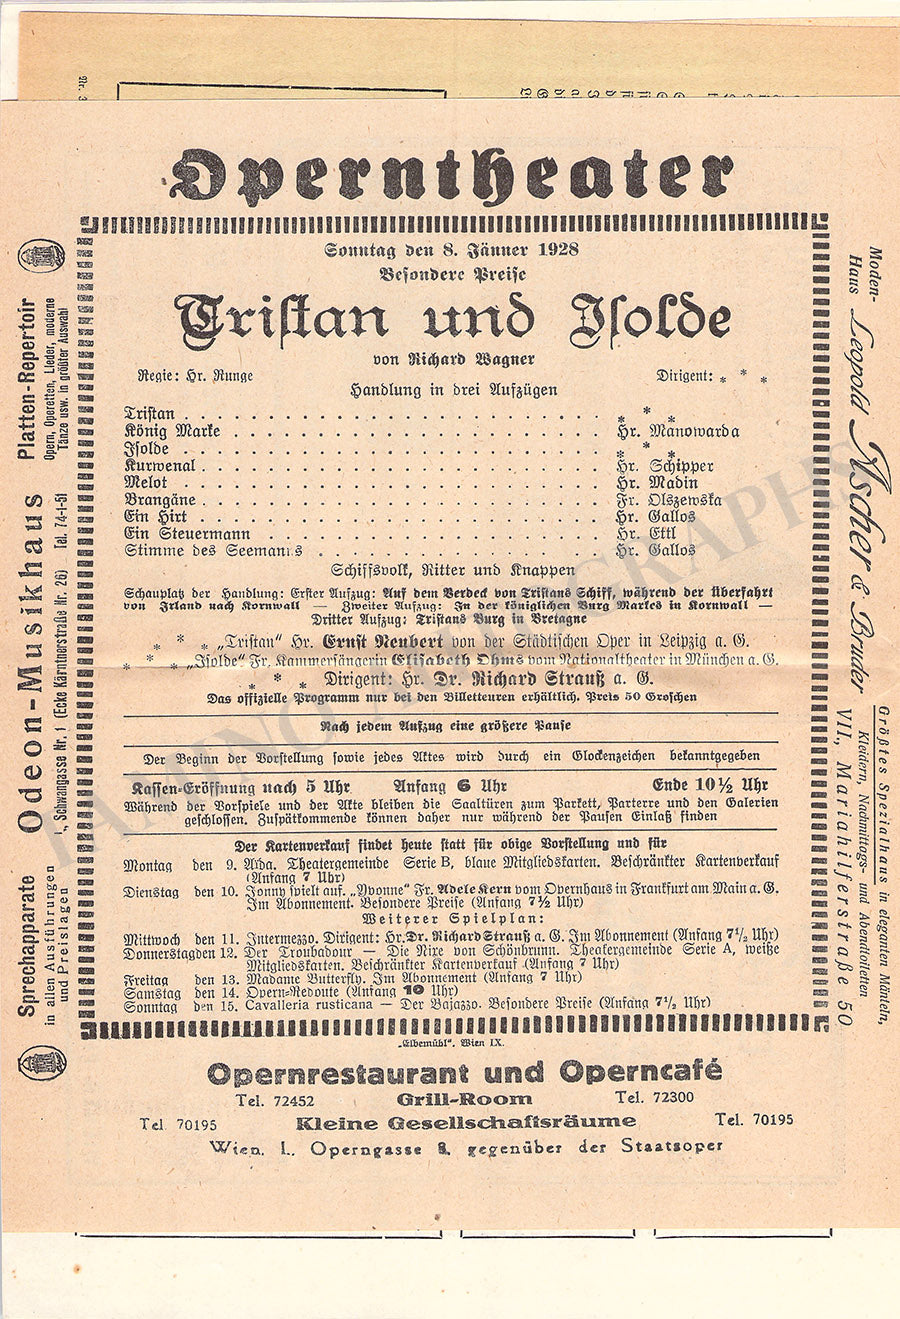 Operntheater
Sonntag den 8. Jänner 1928
Besondere Preise
Tristan und Isolde
von Richard Wagner
Regie: Hr. Runge Dirigent: * * *
Handlung in drei Aufzügen
Tristan . . . . . . . . . . * * *
König Marke . . . . . . . . . . Hr. Manowarda
Isolde . . . . . . . . . . * * *
Kurwenal . . . . . . . . . . Hr. Schipper
Melot . . . . . . . . . . Hr. Madin
Brangäne . . . . . . . . . . Fr. Olszewska
Ein Hirt . . . . . . . . . . Hr. Gallos
Ein Steuermann . . . . . . . . . . Hr. Ettl
Stimme des Seemanns . . . . . . . . . . Hr. Gallos
Schiffsvolk, Ritter und Knappen
Schauplatz der Handlung: Erster Aufzug: Auf dem Verdeck von Tristans Schiff, während der Überfahrt
von Irland nach Kornwall — Zweiter Aufzug: In der königlichen Burg Markes in Kornwall —
Dritter Aufzug: Tristans Burg in Bretagne
* * * „Tristan" Hr. Ernst Neubert von der Städtischen Oper in Leipzig a. G.
* * * „Isolde" Fr. Kammersängerin Elisabeth Ohms vom Nationaltheater in München a. G.
* * * Dirigent: Hr. Dr. Richard Strauß a. G.
Das offizielle Programm nur bei den Billetteuren erhältlich. Preis 50 Groschen
Nach jedem Aufzug eine größere Pause
Der Beginn der Vorstellung sowie jedes Aktes wird durch ein Glockenzeichen bekanntgegeben
Kassen-Eröffnung nach 5 Uhr Anfang 6 Uhr Ende 10½ Uhr
Während der Vorspiele und der Akte bleiben die Saaltüren zum Parkett, Parterre und den Galerien
geschlossen. Zuspätkommende können daher nur während der Pausen Einlaß finden
Der Kartenverkauf findet heute statt für obige Vorstellung und für
Montag den 9. Aida. Theatergemeinde Serie B, blaue Mitgliedskarten. Beschränkter Kartenverkauf
(Anfang 7 Uhr)
Dienstag den 10. Jonny spielt auf. „Yvonne" Fr. Adele Kern vom Opernhaus in Frankfurt am Main a. G.
Im Abonnement. Besondere Preise (Anfang 7½ Uhr)
Weiterer Spielplan:
Mittwoch den 11. Intermezzo. Dirigent: Hr. Dr. Richard Strauß a. G. Im Abonnement (Anfang 7½ Uhr)
Donnerstag den 12. Der Troubadour — Die Nixe von Schönbrunn. Theatergemeinde Serie A, weiße
Mitgliedskarten. Beschränkter Kartenverkauf (Anfang 7 Uhr)
Freitag den 13. Madame Butterfly. Im Abonnement (Anfang 7 Uhr)
Samstag den 14. Opern-Redoute (Anfang 10 Uhr)
Sonntag den 15. Cavalleria rusticana — Der Bajazzo. Besondere Preise (Anfang 7½ Uhr)
„Elbemühl". Wien IX.
Opernrestaurant und Operncafé
Tel. 72452 Grill-Room Tel. 72300
Tel. 70195 Kleine Gesellschaftsräume Tel. 70195
Wien, I., Operngasse 8, gegenüber der Staatsoper
Sprechapparate
in allen Ausführungen
und Preislagen
Odeon-Musikhaus
I., Schwangasse Nr. 1 (Ecke Kärntnerstraße Nr. 26) Tel. 74-1-51
Platten-Repertoir
Opern, Operetten, Lieder, moderne
Tänze usw. in größter Auswahl
Moden-
Haus Leopold Ascher & Bruder
VII., Mariahilferstraße 50
Größtes Spezialhaus in eleganten Mänteln,
Kleidern, Nachmittags- und Abendtoiletten
TAMINO AUTOGRAPHS